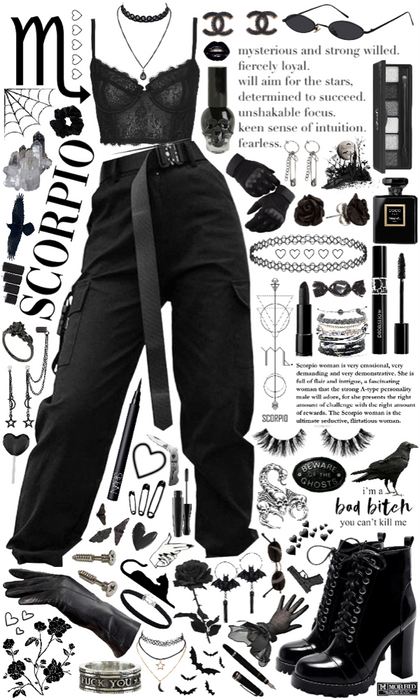 mysterious and strong willed.
fiercely loyal.
will aim for the stars,
determined to succeed.
unshakable focus.
keen sense of intuition.
fearless.
SCORPIO
COCO
SCORPIO
Scorpio woman is very emotional, very
demanding and very demonstrative. She is
full of flair and intrigue, a fascinating
woman that the strong A-type personality
male will adore, for she presents the right
amount of challenge with the right amount
of rewards. The Scorpio woman is the
ultimate seductive, flirtatious woman.
BEWARE
OF THE
GHOSTS
i'm a
bad bitch
you can't kill me
NARS
FUCK YOU